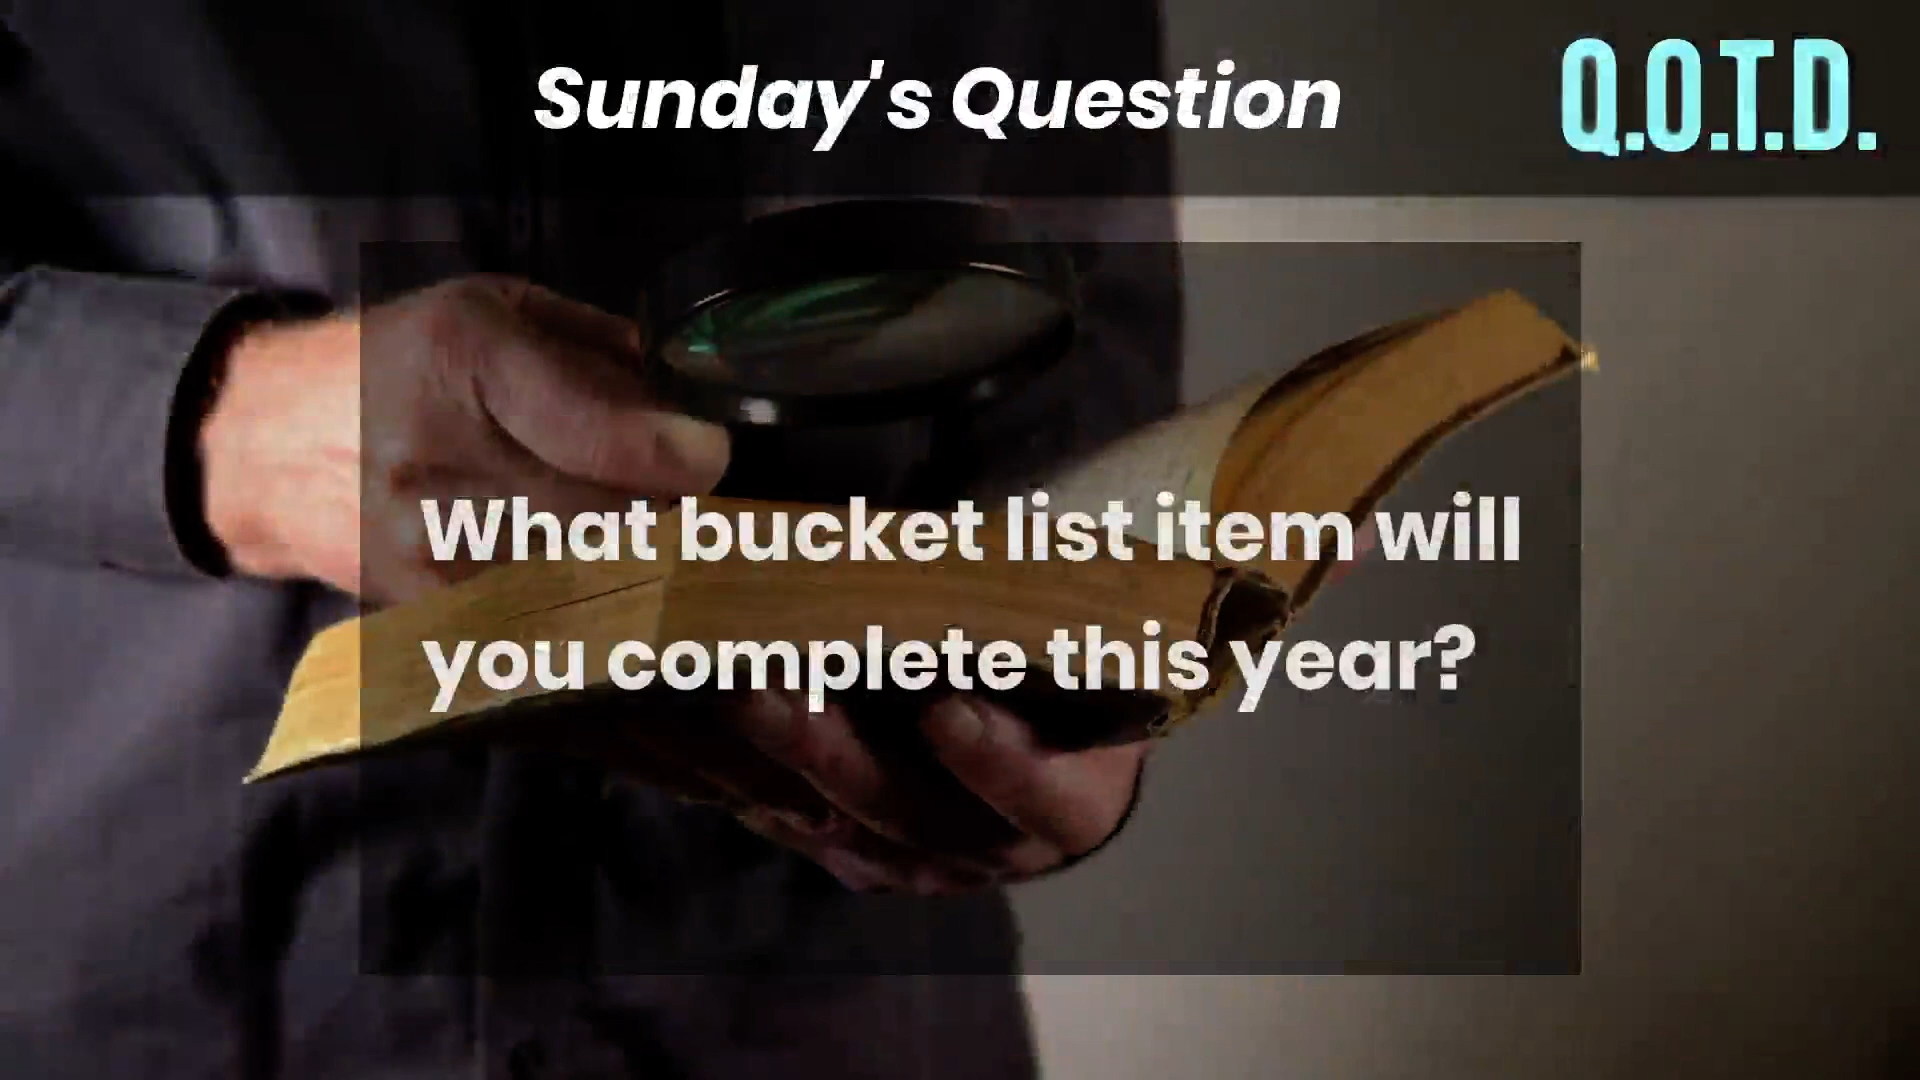 Sunday's Question
Q.O.T.D.
What bucket list item will
you complete this year?